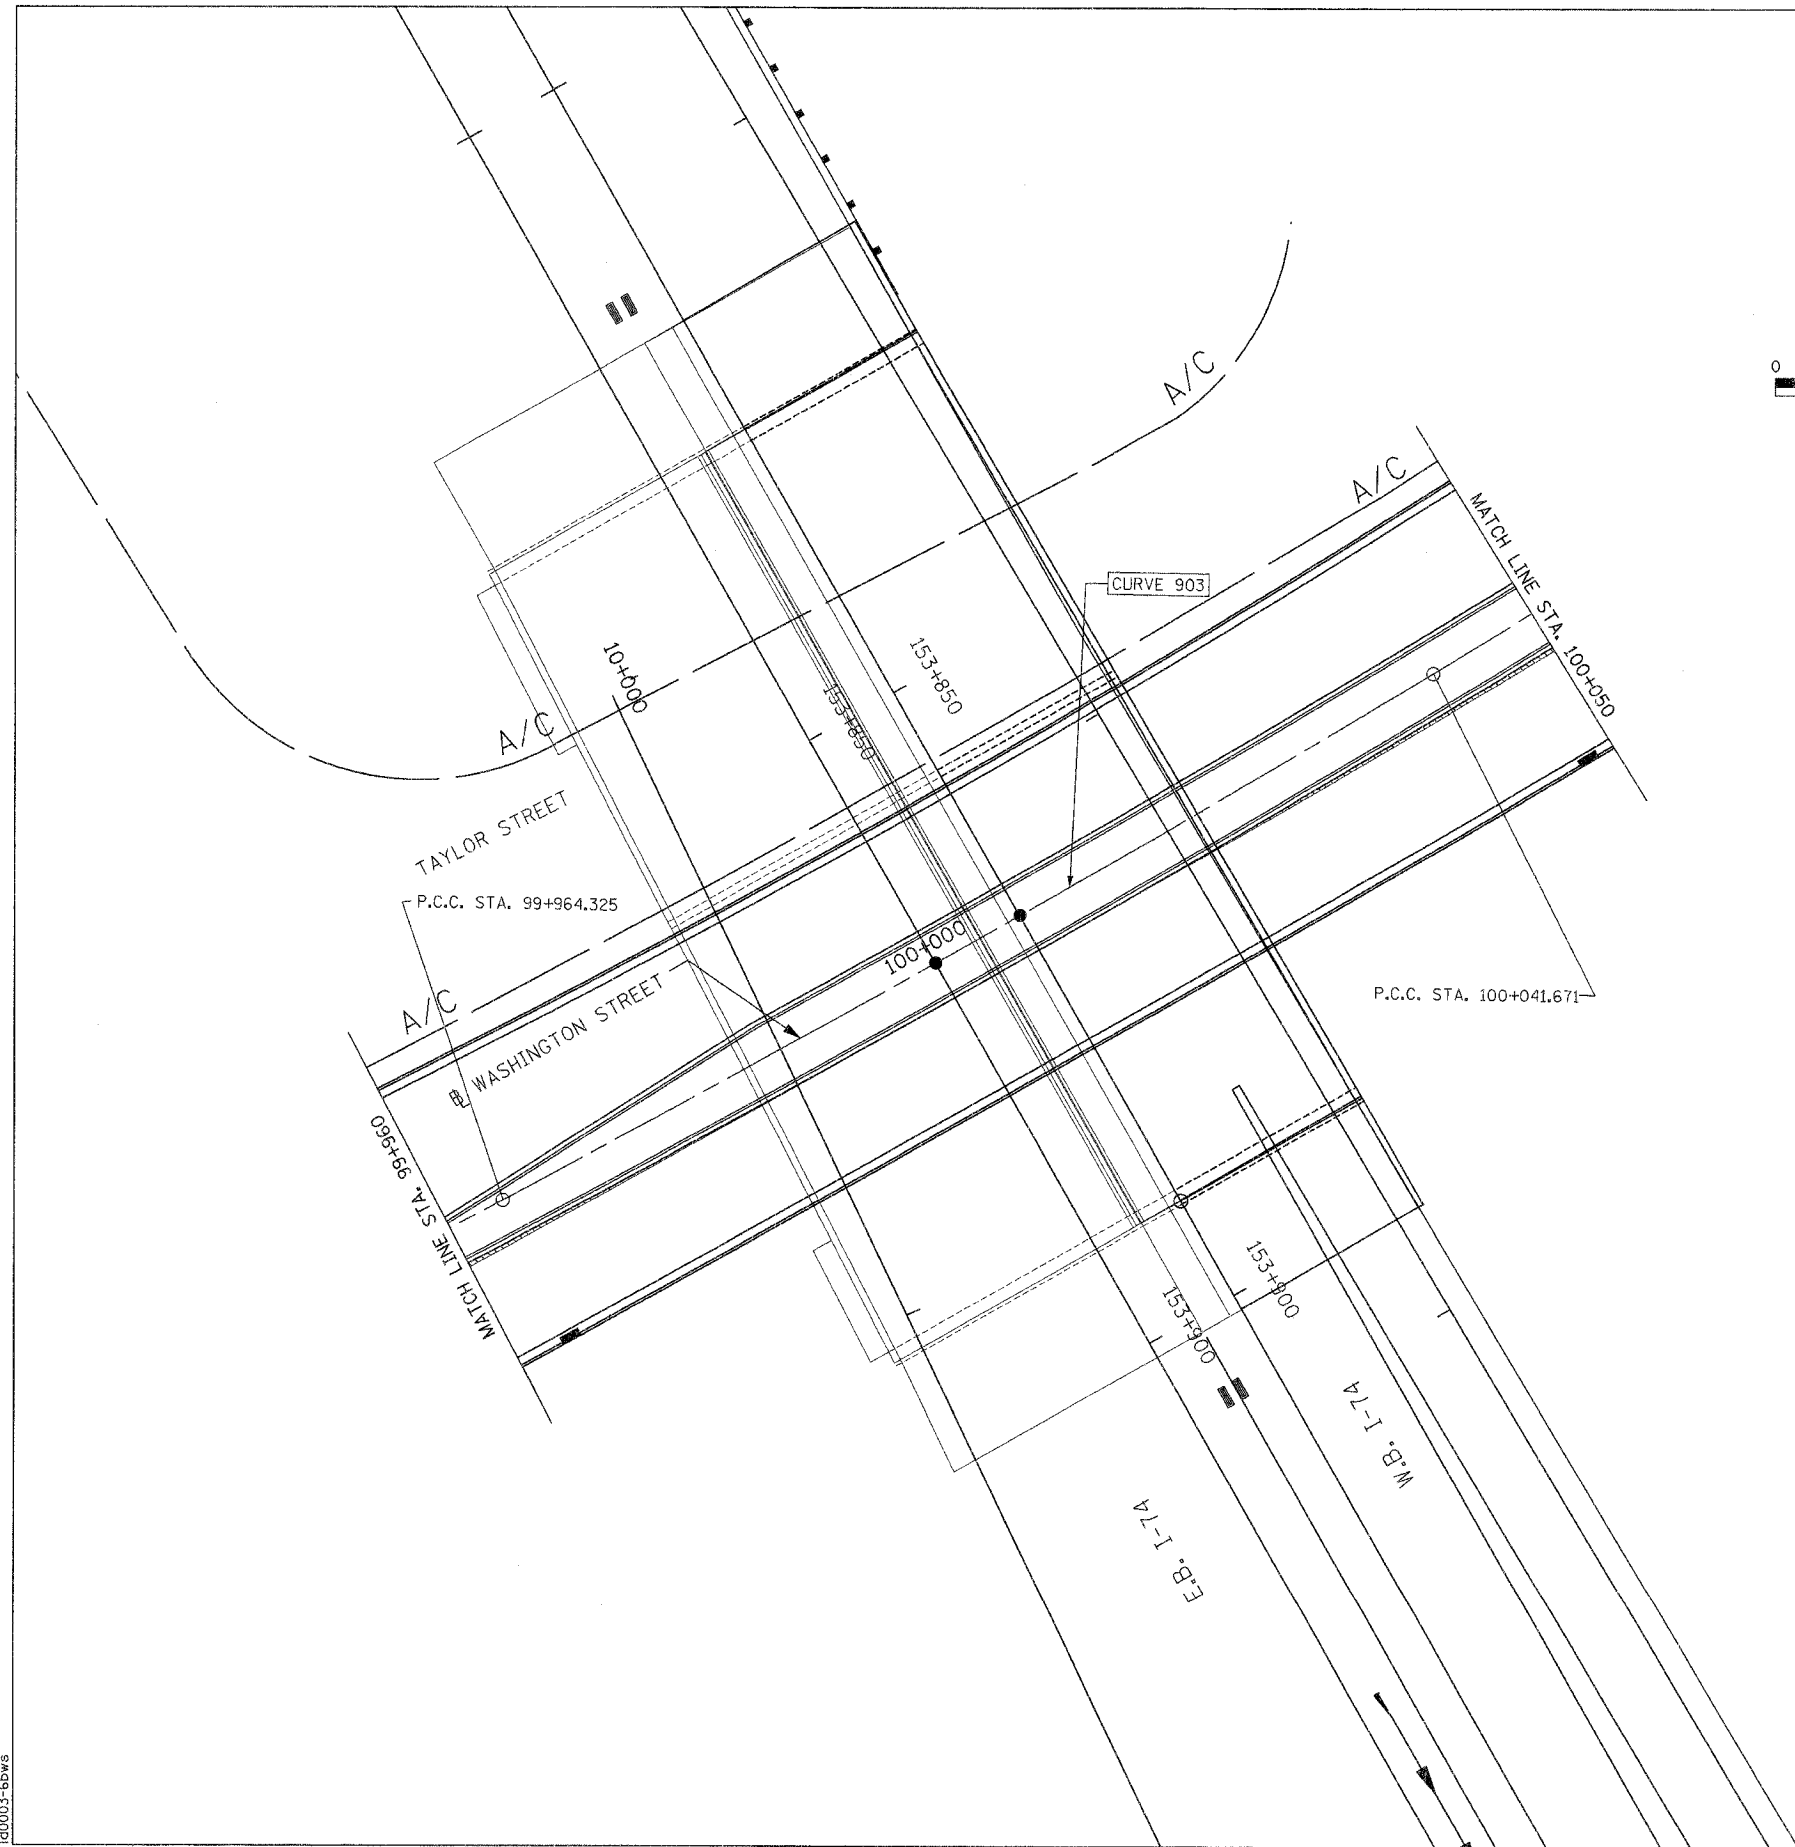 0
A/C
A/C
MATCH LINE STA. 100+050
CURVE 903
10+000
153+850
153+850
A/C
TAYLOR STREET
P.C.C. STA. 99+964.325
100+000
P.C.C. STA. 100+041.671
A/C
WASHINGTON STREET
MATCH LINE STA. 99+960
153+900
153+900
W.B. I-74
E.B. I-74